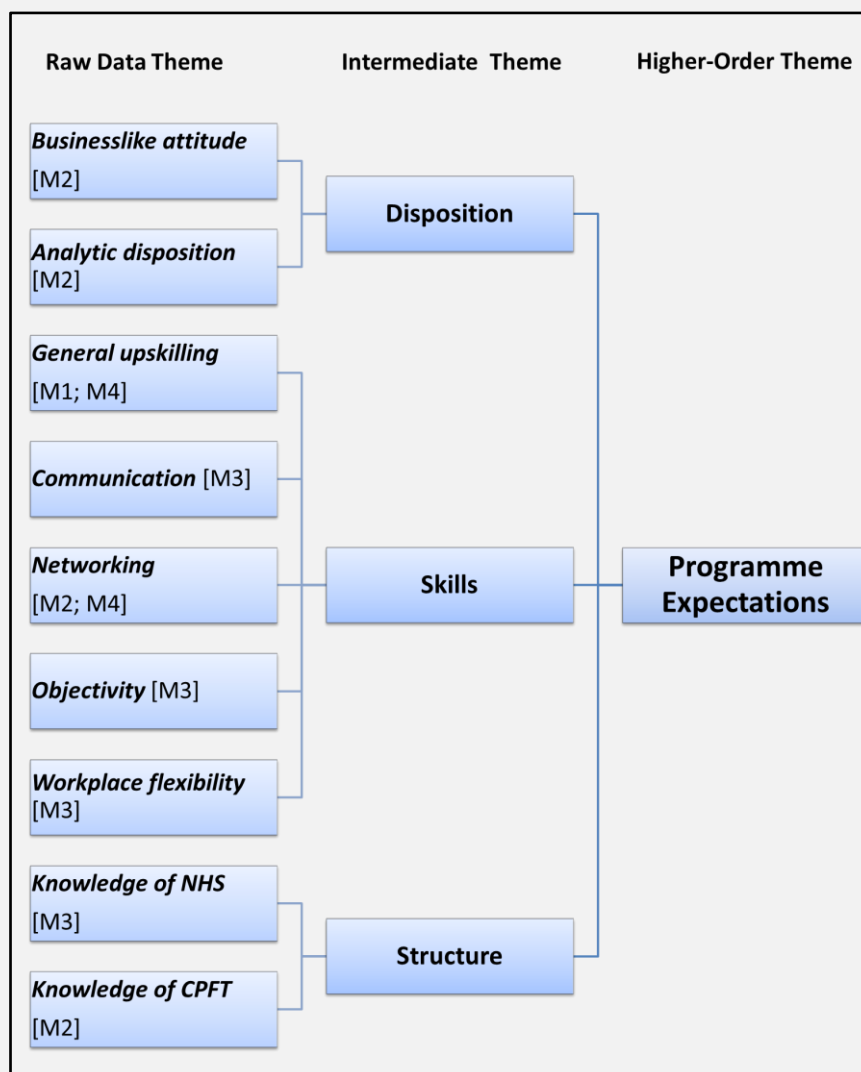 Raw Data Theme
Intermediate Theme
Higher-Order Theme
Businesslike attitude
[M2]
Analytic disposition
[M2]
Disposition
General upskilling
[M1; M4]
Communication [M3]
Networking
[M2; M4]
Objectivity [M3]
Workplace flexibility
[M3]
Skills
Knowledge of NHS
[M3]
Knowledge of CPFT
[M2]
Structure
Programme
Expectations